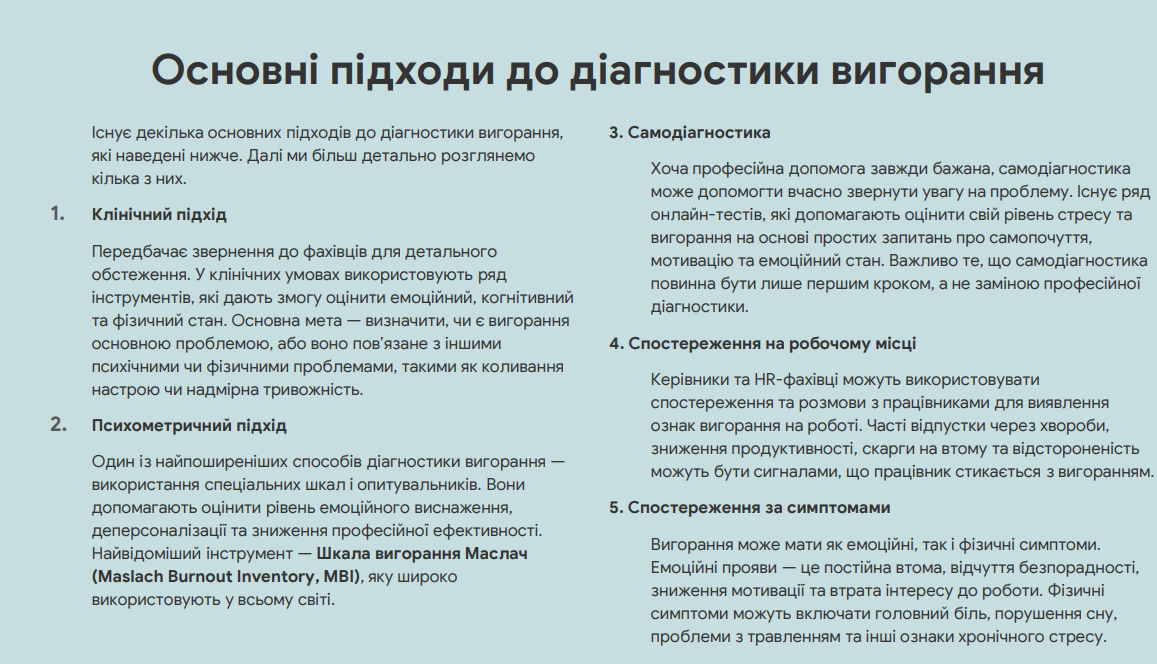 Основні підходи до діагностики вигорання
Існує декілька основних підходів до діагностики вигорання,
які наведені нижче. Далі ми більш детально розглянемо
кілька з них.
1. Клінічний підхід
Передбачає звернення до фахівців для детального
обстеження. У клінічних умовах використовують ряд
інструментів, які дають змогу оцінити емоційний, когнітивний
та фізичний стан. Основна мета — визначити, чи є вигорання
основною проблемою, або воно пов’язане з іншими
психічними чи фізичними проблемами, такими як коливання
настрою чи надмірна тривожність.
2. Психометричний підхід
Один із найпоширеніших способів діагностики вигорання —
використання спеціальних шкал і опитувальників. Вони
допомагають оцінити рівень емоційного виснаження,
деперсоналізації та зниження професійної ефективності.
Найвідоміший інструмент — Шкала вигорання Маслач
(Maslach Burnout Inventory, MBI), яку широко
використовують у всьому світі.
3. Самодіагностика
Хоча професійна допомога завжди бажана, самодіагностика
може допомогти вчасно звернути увагу на проблему. Існує ряд
онлайн-тестів, які допомагають оцінити свій рівень стресу та
вигорання на основі простих запитань про самопочуття,
мотивацію та емоційний стан. Важливо те, що самодіагностика
повинна бути лише першим кроком, а не заміною професійної
діагностики.
4. Спостереження на робочому місці
Керівники та HR-фахівці можуть використовувати
спостереження та розмови з працівниками для виявлення
ознак вигорання на роботі. Часті відпустки через хвороби,
зниження продуктивності, скарги на втому та відстороненість
можуть бути сигналами, що працівник стикається з вигоранням.
5. Спостереження за симптомами
Вигорання може мати як емоційні, так і фізичні симптоми.
Емоційні прояви — це постійна втома, відчуття безпорадності,
зниження мотивації та втрата інтересу до роботи. Фізичні
симптоми можуть включати головний біль, порушення сну,
проблеми з травленням та інші ознаки хронічного стресу.